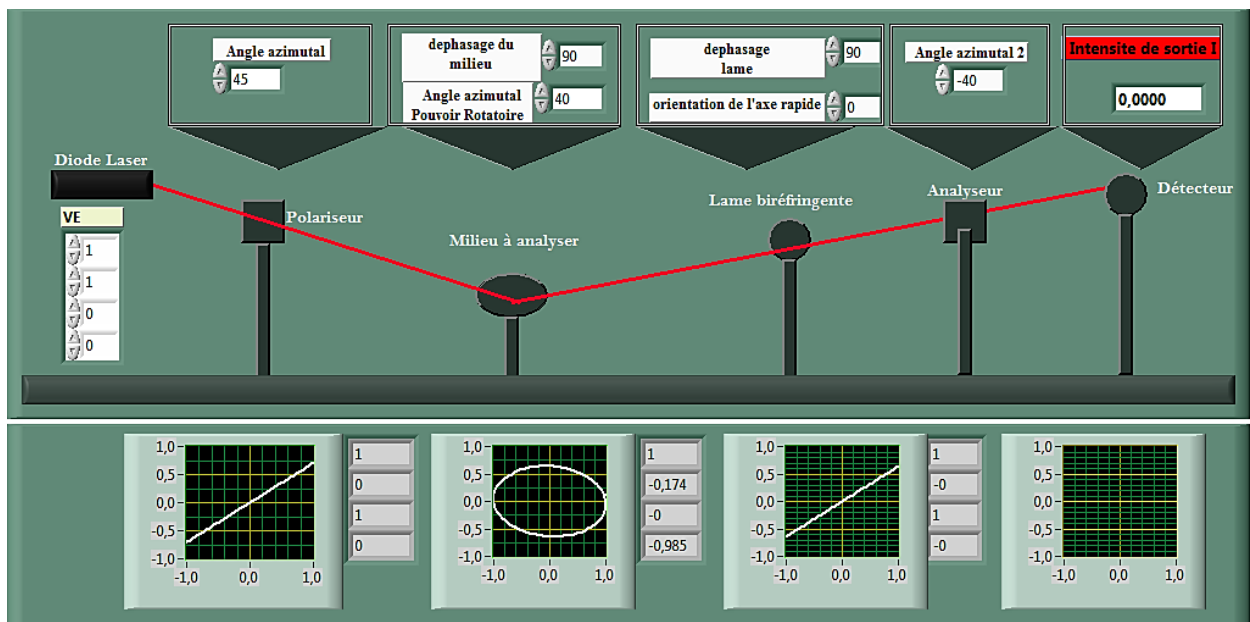 Angle azimutal
45
dephasage du
milieu
90
Angle azimutal
Pouvoir Rotatoire
40
dephasage
lame
90
orientation de l'axe rapide
0
Angle azimutal 2
-40
Intensite de sortie I
0,0000
Diode Laser
VE
1
1
0
0
Polariseur
Milieu à analyser
Lame biréfringente
Analyseur
Détecteur
1,0
0,5
0,0
-0,5
-1,0
-1,0 0,0 1,0
1
0
1
0
1,0
0,5
0,0
-0,5
-1,0
-1,0 0,0 1,0
1
-0,174
-0
-0,985
1,0
0,5
0,0
-0,5
-1,0
-1,0 0,0 1,0
1
-0
1
-0
1,0
0,5
0,0
-0,5
-1,0
-1,0 0,0 1,0